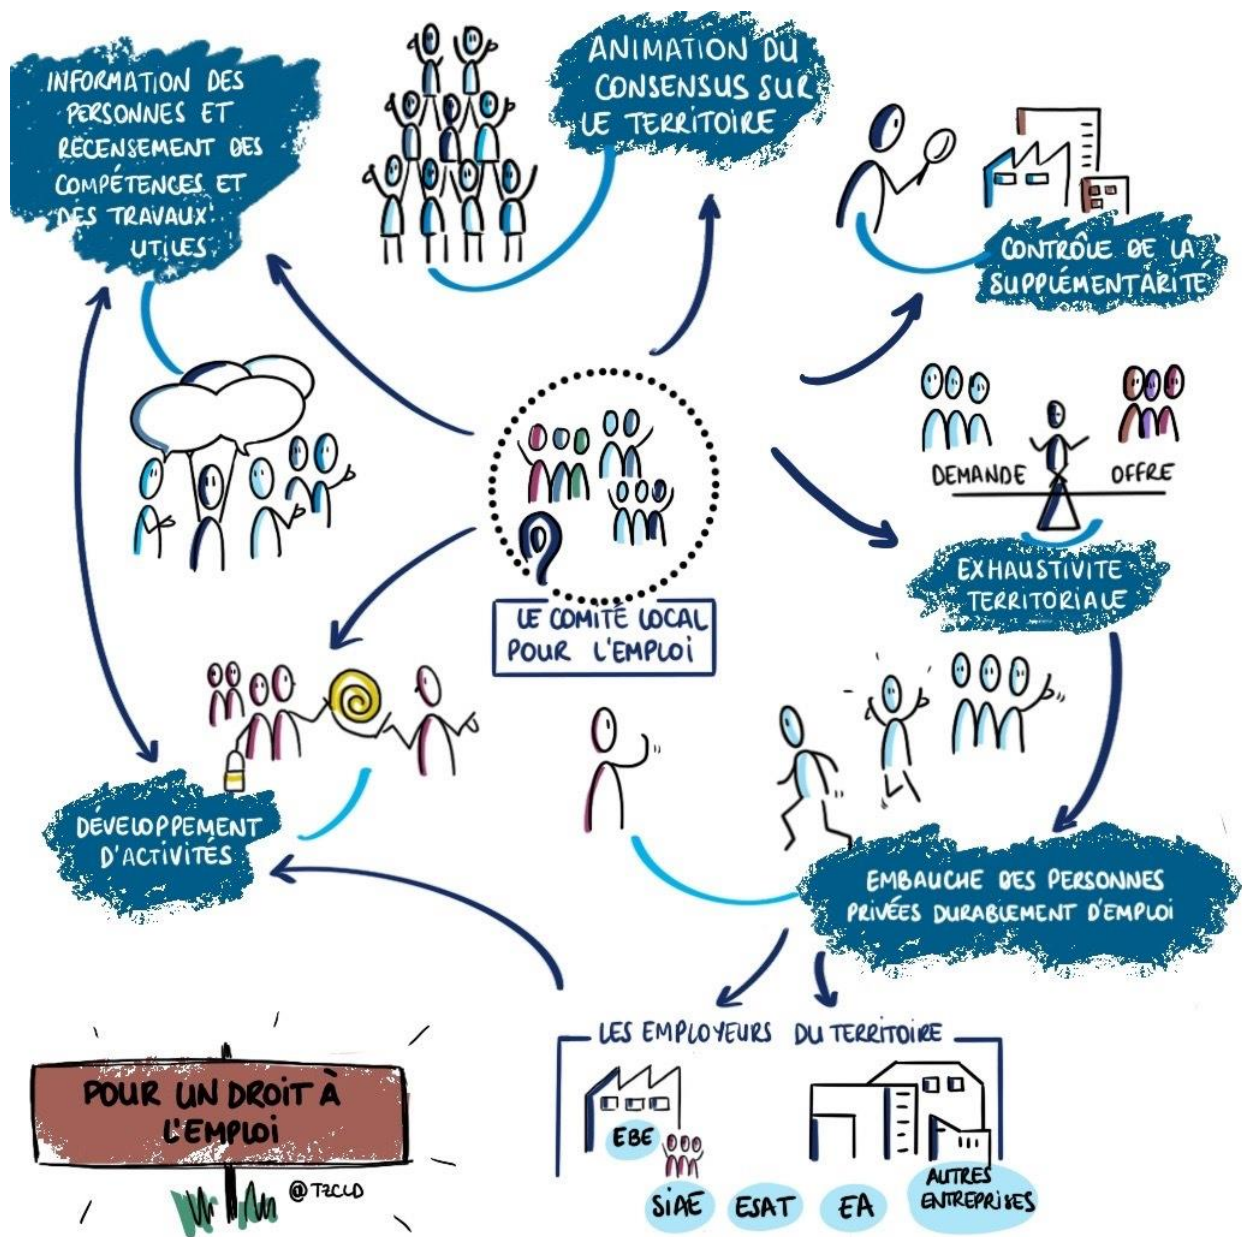 INFORMATION DES
PERSONNES ET
RECENSEMENT DES
COMPÉTENCES ET
DES TRAVAUX
UTILES
ANIMATION DU
CONSENSUS SUR
LE TERRITOIRE
CONTRÔLE DE LA
SUPPLÉMENTARITÉ
DEMANDE
OFFRE
EXHAUSTIVITE
TERRITORIALE
LE COMITÉ LOCAL
POUR L'EMPLOI
DÉVELOPPEMENT
D'ACTIVITÉS
EMBAUCHE DES PERSONNES
PRIVÉES DURABLEMENT D'EMPLOI
LES EMPLOYEURS DU TERRITOIRE
EBE
SIAE
ESAT
EA
AUTRES
ENTREPRISES
POUR UN DROIT À
L'EMPLOI
@TZCLD